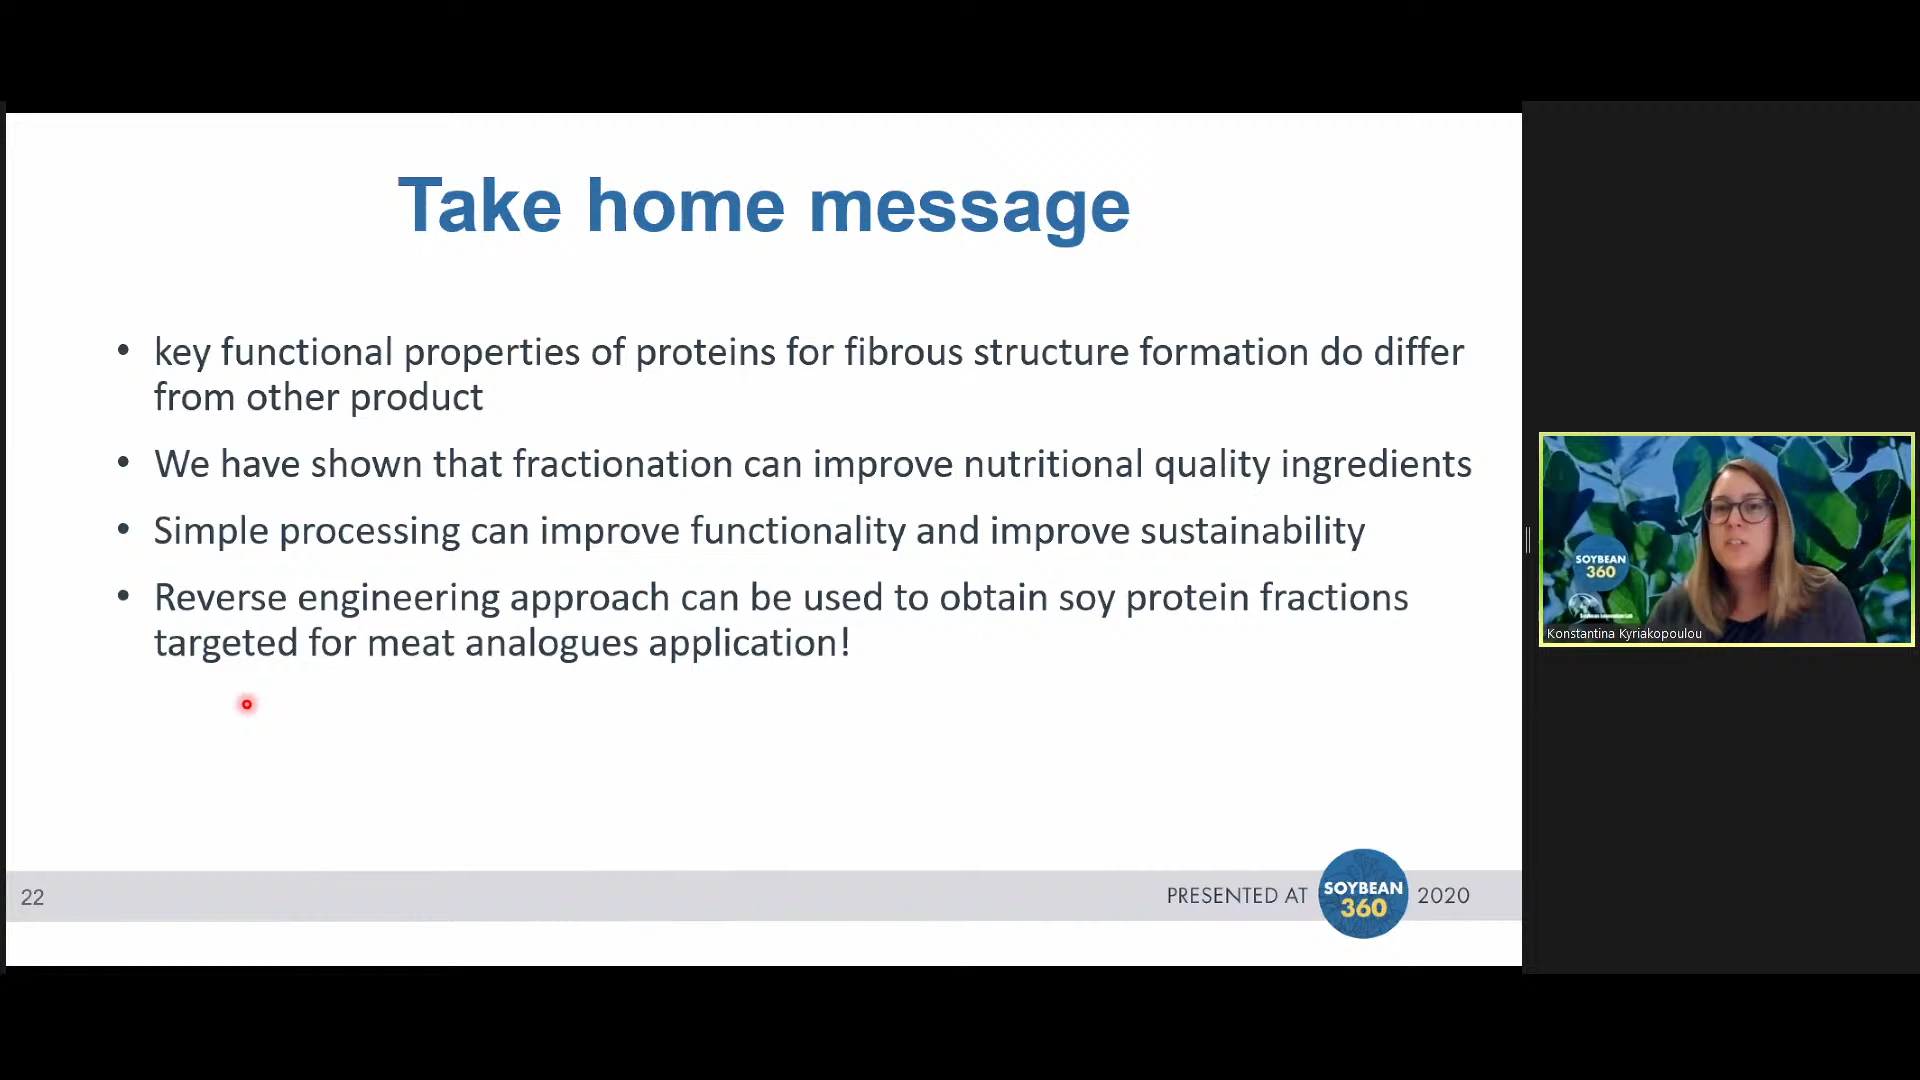 Take home message
• key functional properties of proteins for fibrous structure formation do differ
from other product
• We have shown that fractionation can improve nutritional quality ingredients
• Simple processing can improve functionality and improve sustainability
• Reverse engineering approach can be used to obtain soy protein fractions
targeted for meat analogues application!
22
PRESENTED AT SOYBEAN 360 2020
SOYBEAN
360
Konstantina Kyriakopoulou